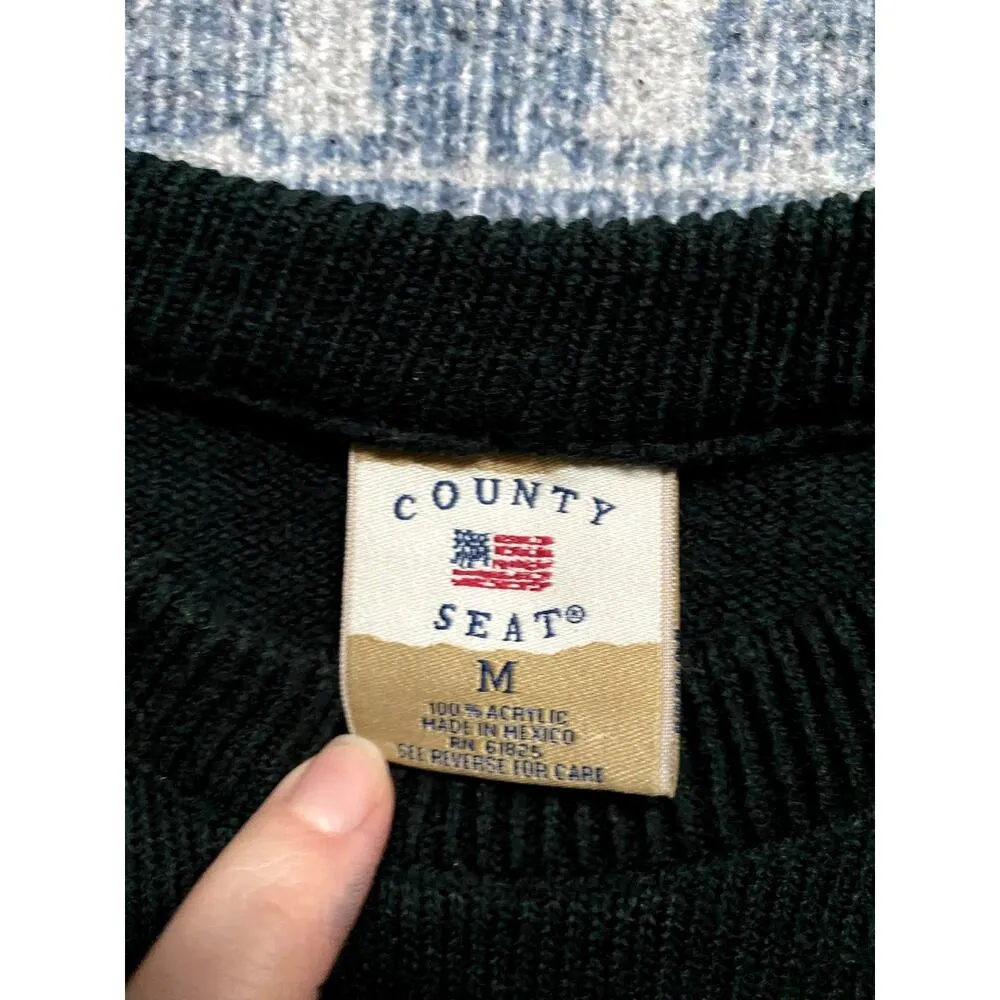 COUNTY
SEAT®
M
100% ACRYLIC
MADE IN MEXICO
RN 61825
SEE REVERSE FOR CARE